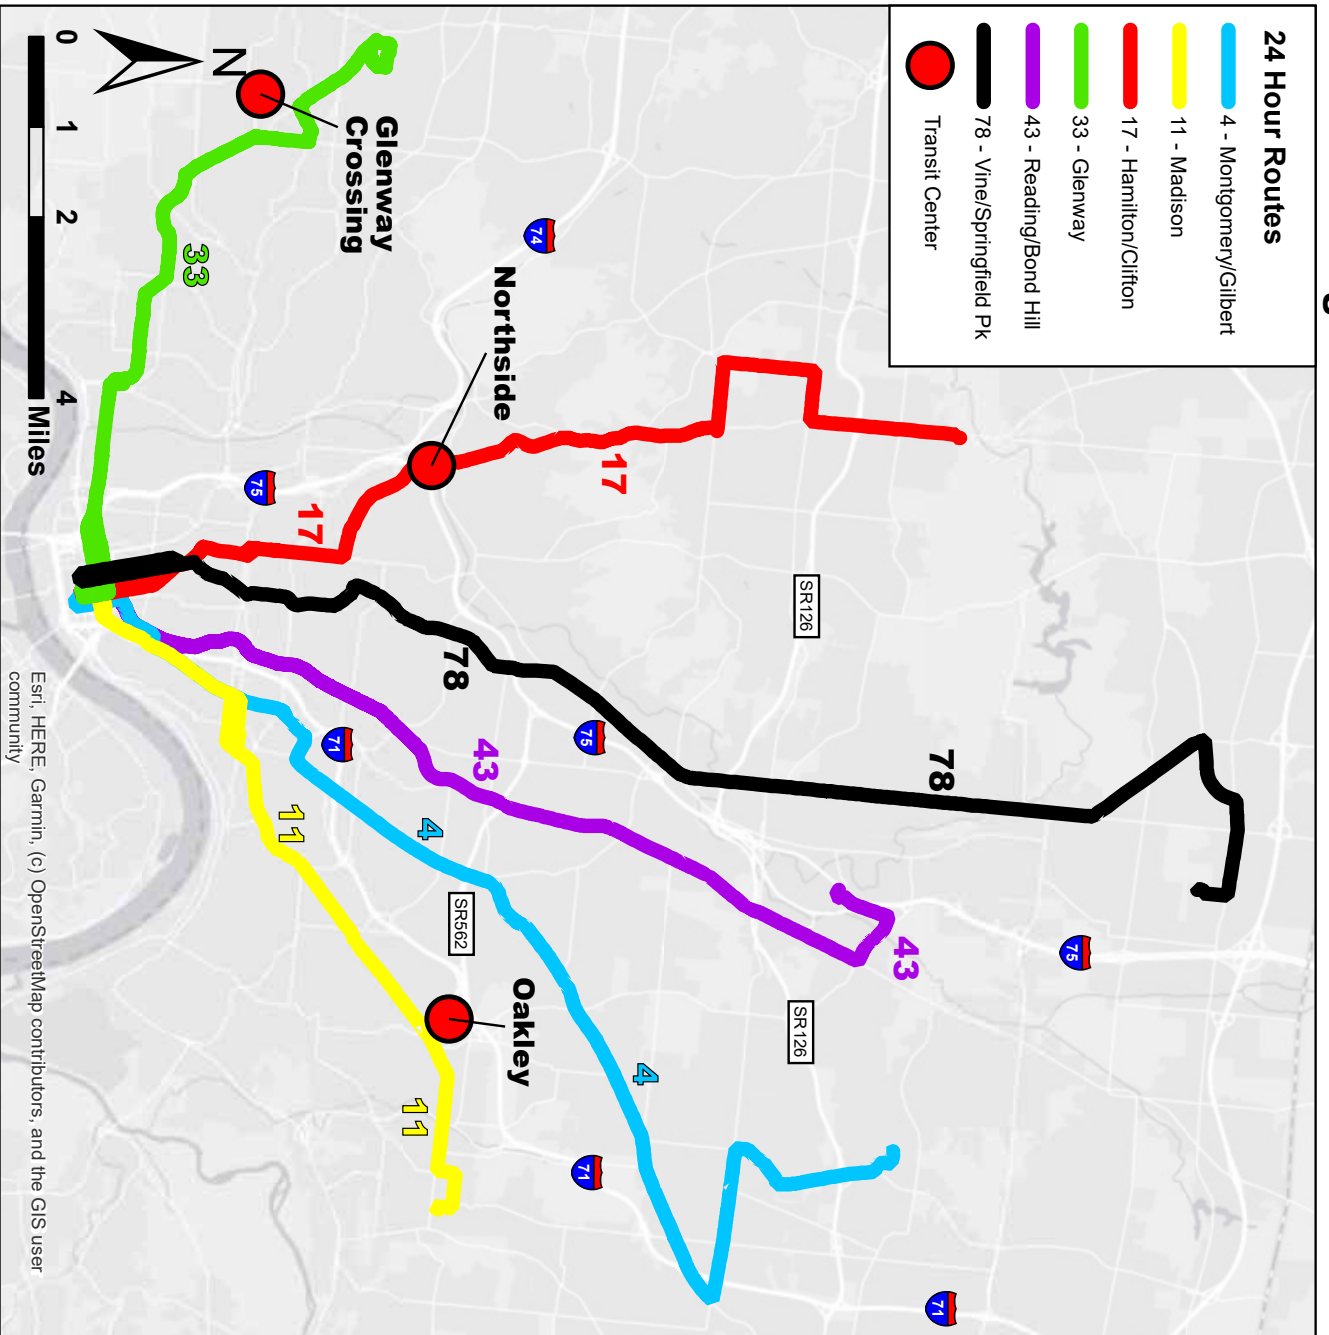 24 Hour Routes
4 - Montgomery/Gilbert
11 - Madison
17 - Hamilton/Clifton
33 - Glenway
43 - Reading/Bond Hill
78 - Vine/Springfield Pk
Transit Center
78
75
43
SR126
SR126
71
17
4
71
75
74
Northside
Oakley
43
78
SR562
4
11
Glenway
Crossing
17
71
11
75
N
33
0
1
2
4
Miles
Esri, HERE, Garmin, (c) OpenStreetMap contributors, and the GIS user
community